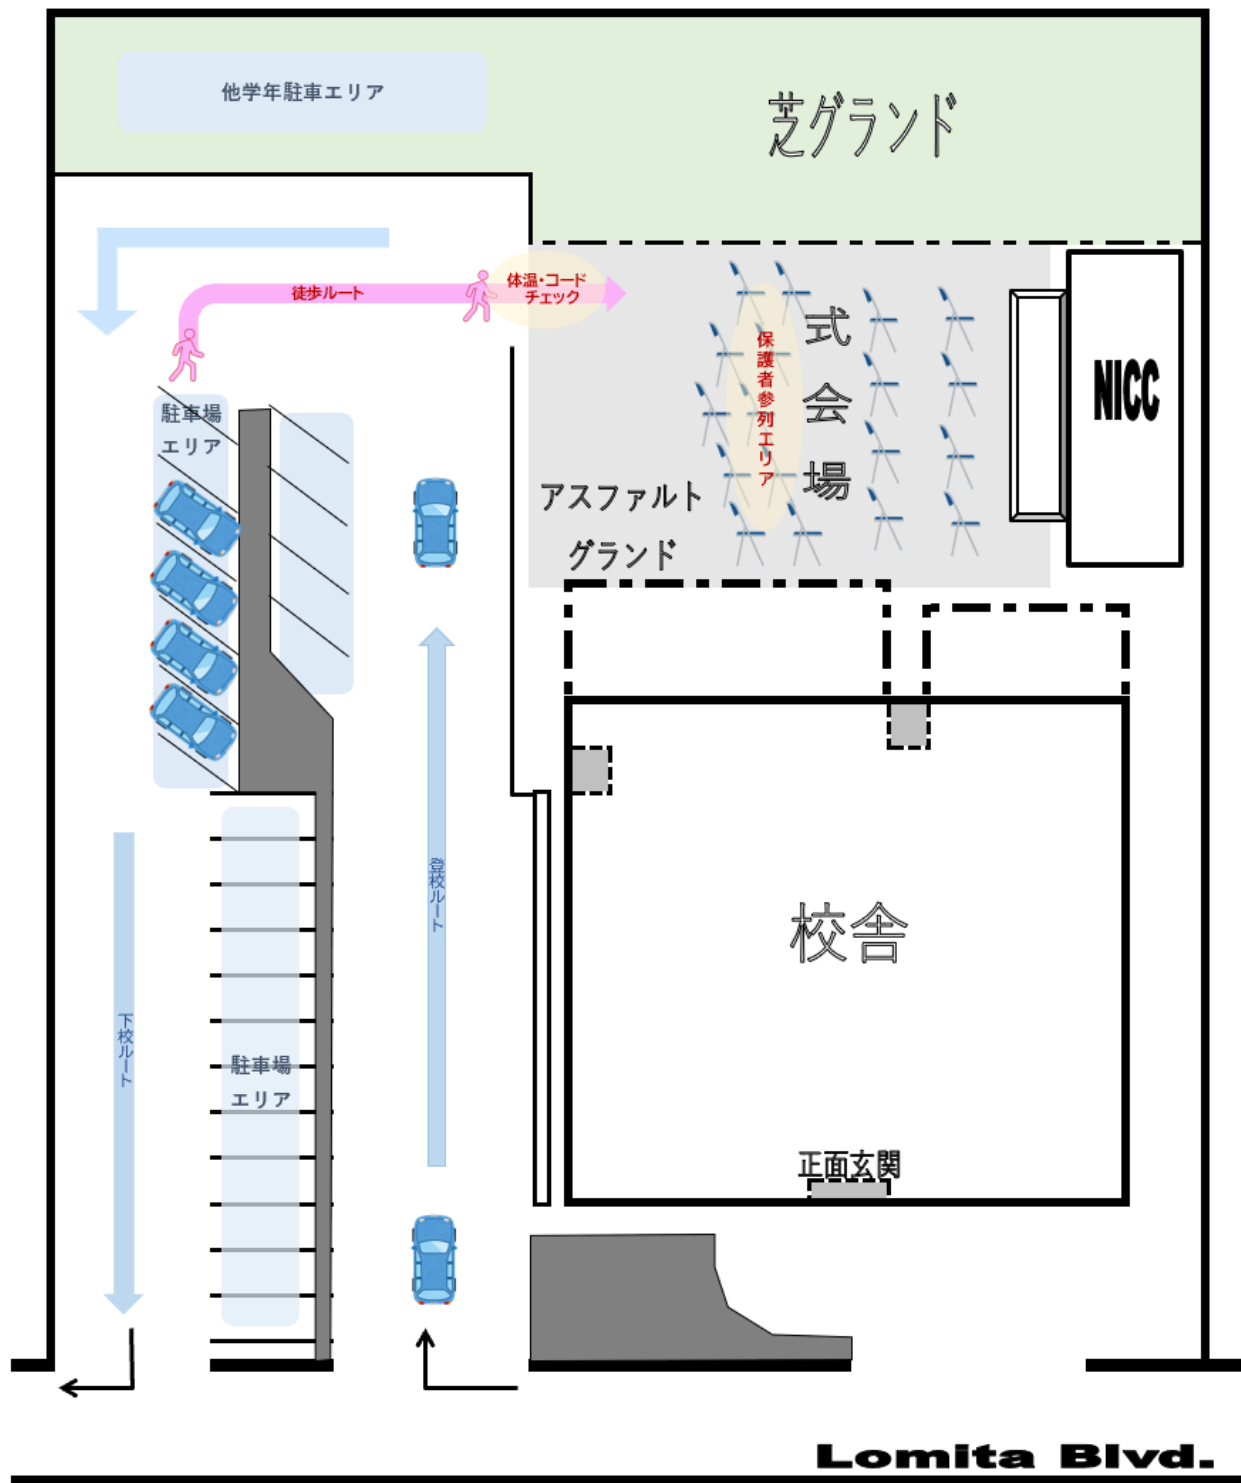 他学年駐車エリア
芝グランド
体温・コード
チェック
徒歩ルート
式会場
保護者参列エリア
NICC
駐車場
エリア
アスファルト
グランド
登校ルート
校舎
下校ルート
駐車場
エリア
正面玄関
Lomita Blvd.